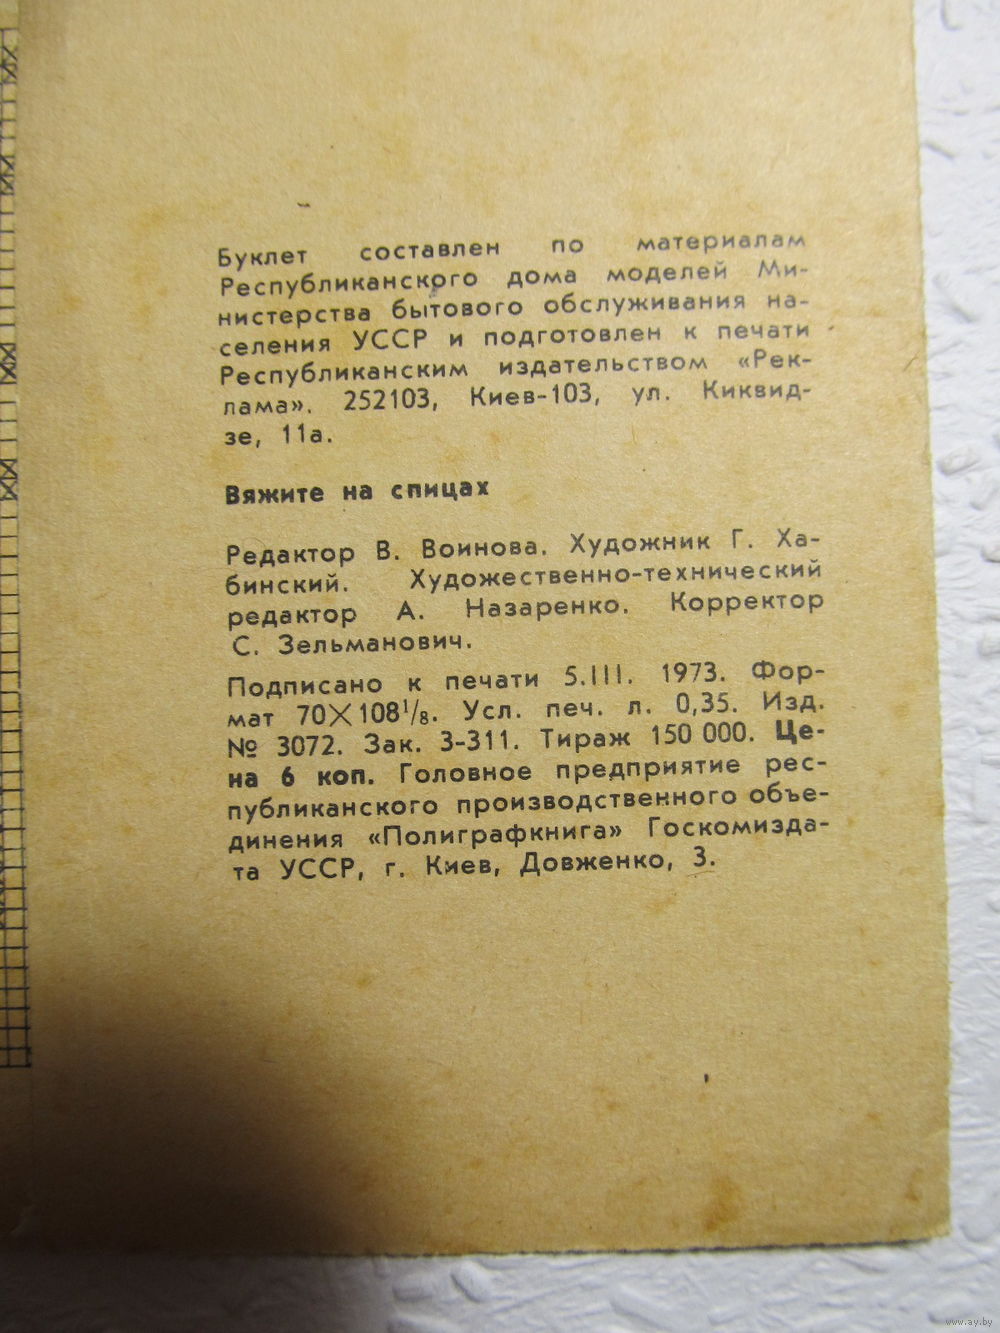 Буклет составлен по материалам
Республиканского дома моделей Ми-
нистерства бытового обслуживания на-
селения УССР и подготовлен к печати
Республиканским издательством «Рек-
лама». 252103, Киев-103, ул. Киквид-
зе, 11а.
Вяжите на спицах
Редактор В. Воинова. Художник Г. Ха-
бинский. Художественно-технический
редактор А. Назаренко. Корректор
С. Зельманович.
Подписано к печати 5.III. 1973. Фор-
мат 70×108¹/₈. Усл. печ. л. 0,35. Изд.
№ 3072. Зак. 3-311. Тираж 150 000. Це-
на 6 коп. Головное предприятие рес-
публиканского производственного объе-
динения «Полиграфкнига» Госкомизда-
та УССР, г. Киев, Довженко, 3.
www.ay.by